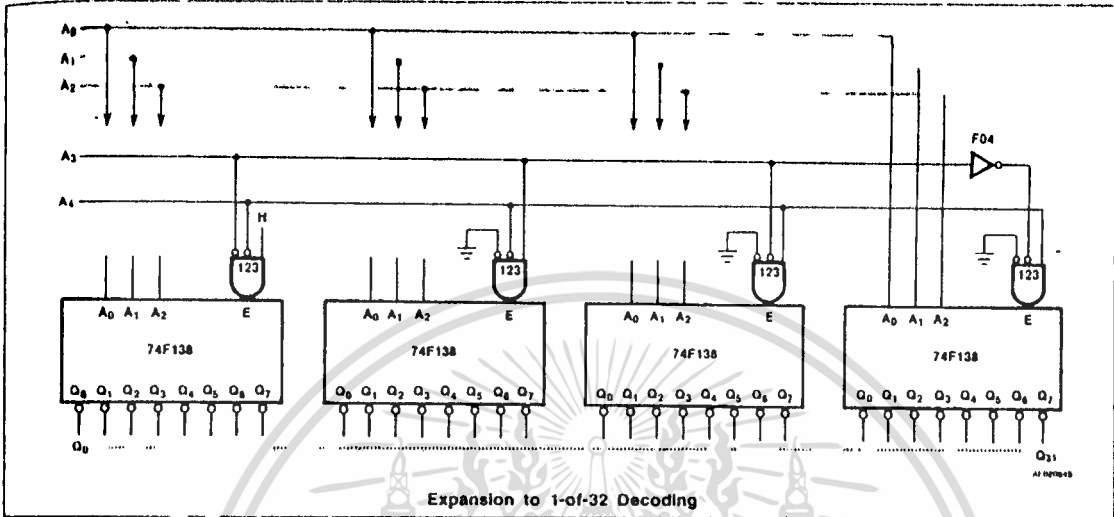 A0
A1
A2
A3
F04
A4
H
123 123 123 123
A0 A1 A2 E A0 A1 A2 E A0 A1 A2 E A0 A1 A2 E
74F138 74F138 74F138 74F138
Q0 Q1 Q2 Q3 Q4 Q5 Q6 Q7 Q0 Q1 Q2 Q3 Q4 Q5 Q6 Q7 Q0 Q1 Q2 Q3 Q4 Q5 Q6 Q7 Q0 Q1 Q2 Q3 Q4 Q5 Q6 Q7
Q0 Q31
Expansion to 1-of-32 Decoding